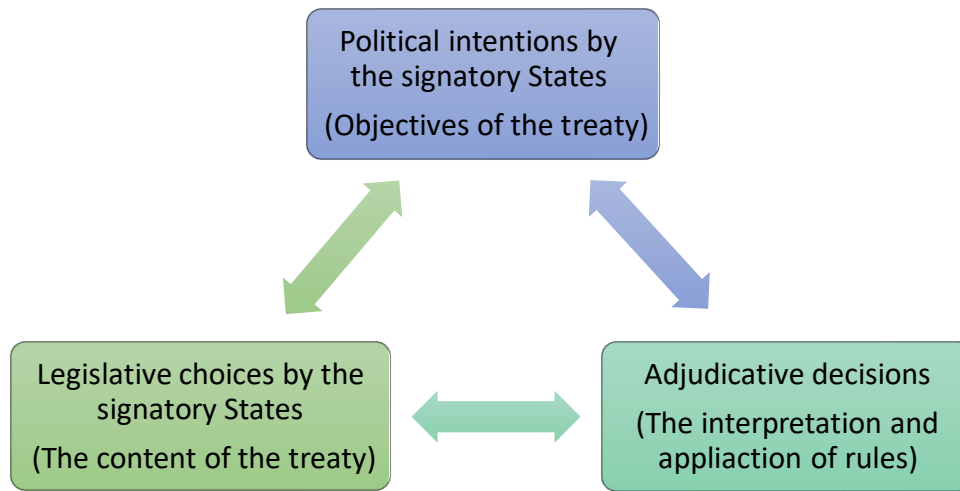 Political intentions by
the signatory States
(Objectives of the treaty)
Legislative choices by the
signatory States
(The content of the treaty)
Adjudicative decisions
(The interpretation and
appliaction of rules)